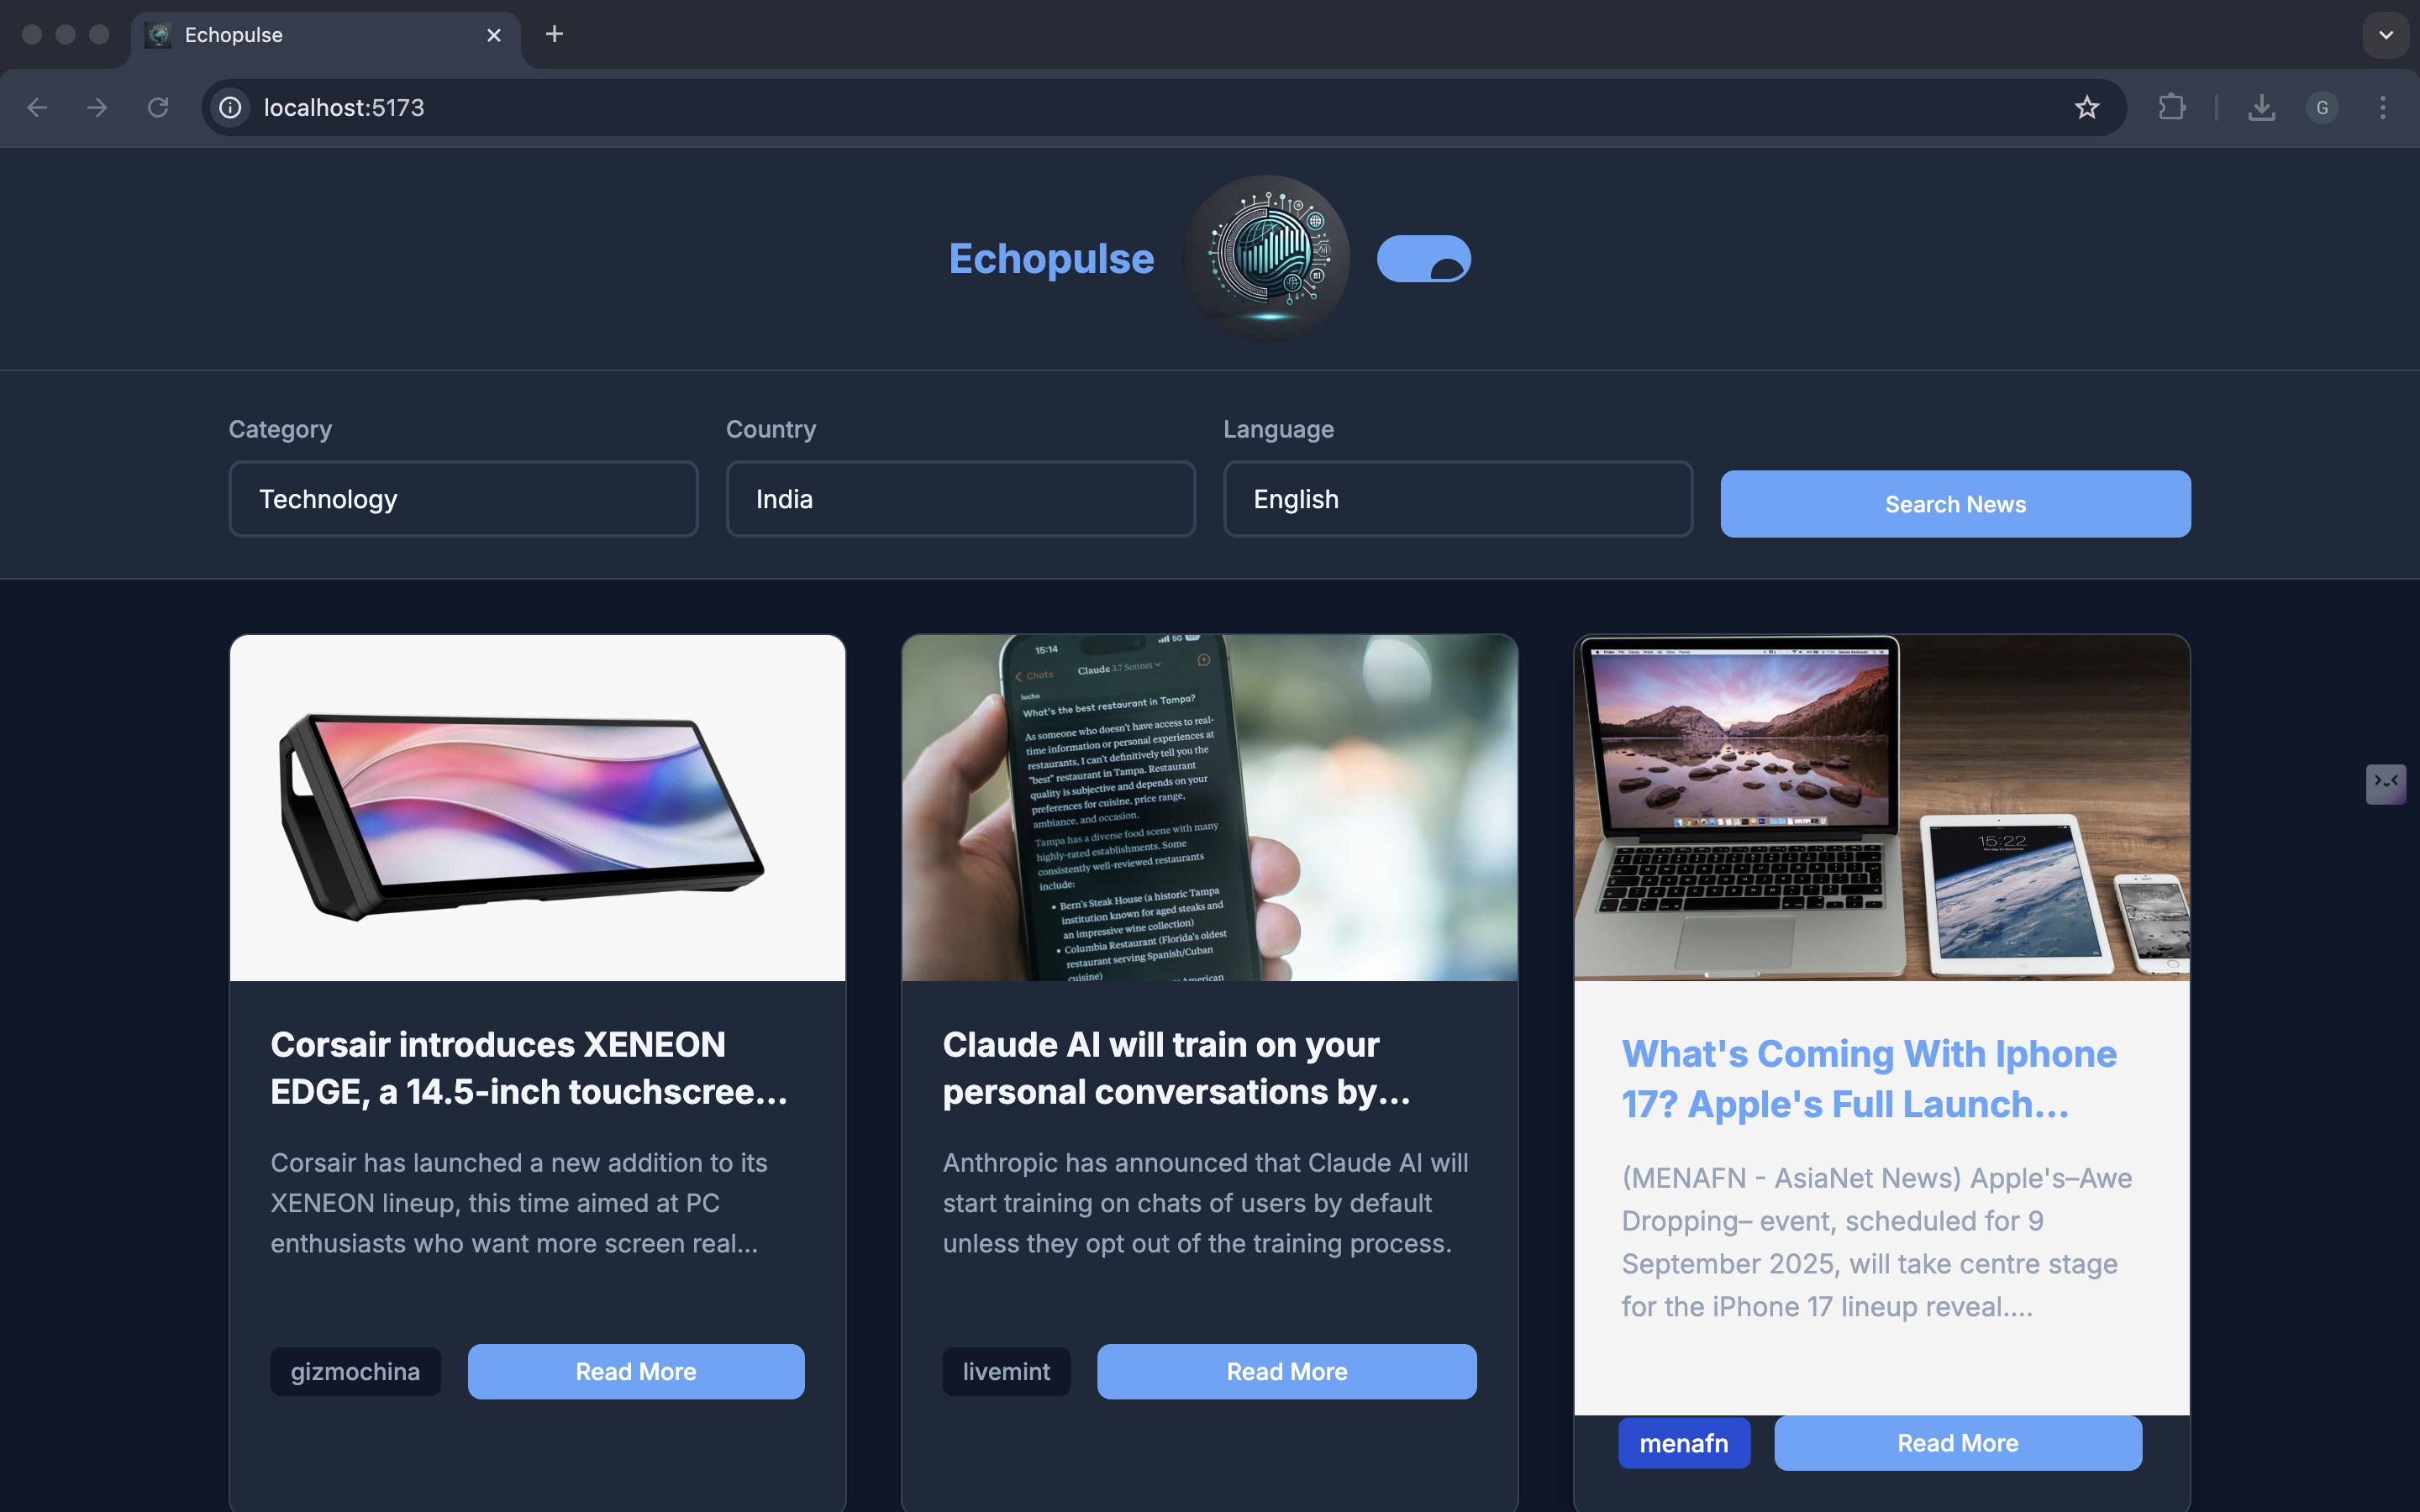 Echopulse
localhost:5173
G
Echopulse
Category
Country
Language
Technology
India
English
Search News
15:14
5G
Chats
Claude 3.7 Sonnet
lucho
What's the best restaurant in Tampa?
As someone who doesn't have access to real-
time information or personal experiences at
restaurants, I can't definitively tell you the
"best" restaurant in Tampa. Restaurant
quality is subjective and depends on your
preferences for cuisine, price range,
ambiance, and occasion.
Tampa has a diverse food scene with many
highly-rated establishments. Some
consistently well-reviewed restaurants
include:
• Bern's Steak House (a historic Tampa
institution known for aged steaks and
an impressive wine collection)
• Columbia Restaurant (Florida's oldest
restaurant serving Spanish/Cuban
cuisine)
American
15:22
Corsair introduces XENEON
EDGE, a 14.5-inch touchscree...
Corsair has launched a new addition to its
XENEON lineup, this time aimed at PC
enthusiasts who want more screen real...
gizmochina
Read More
Claude AI will train on your
personal conversations by...
Anthropic has announced that Claude AI will
start training on chats of users by default
unless they opt out of the training process.
livemint
Read More
What's Coming With Iphone
17? Apple's Full Launch...
(MENAFN - AsiaNet News) Apple's–Awe
Dropping– event, scheduled for 9
September 2025, will take centre stage
for the iPhone 17 lineup reveal....
menafn
Read More